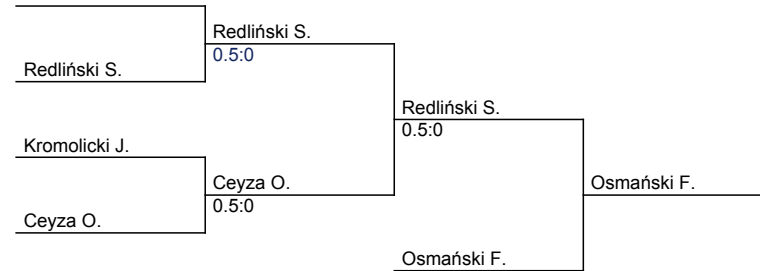 Redliński S.
0.5:0
Redliński S.
Redliński S.
0.5:0
Kromolicki J.
Ceyza O.
0.5:0
Osmański F.
Ceyza O.
Osmański F.